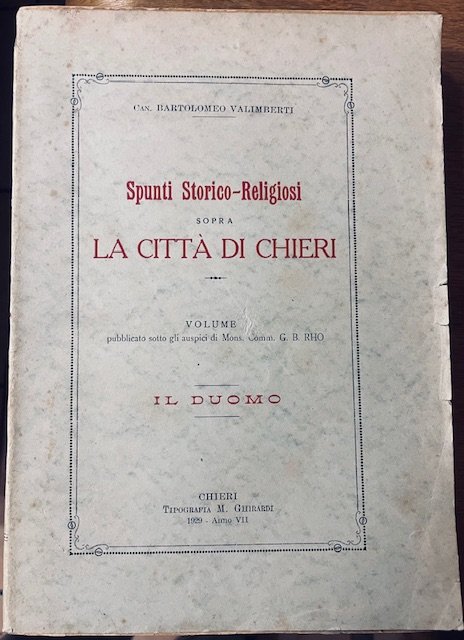 CAN. BARTOLOMEO VALIMBERTI
Spunti Storico-Religiosi
SOPRA
LA CITTÀ DI CHIERI
VOLUME
pubblicato sotto gli auspici di Mons. Comm. G. B. RHO
IL DUOMO
CHIERI
TIPOGRAFIA M. GHIRARDI
1929 - Anno VII